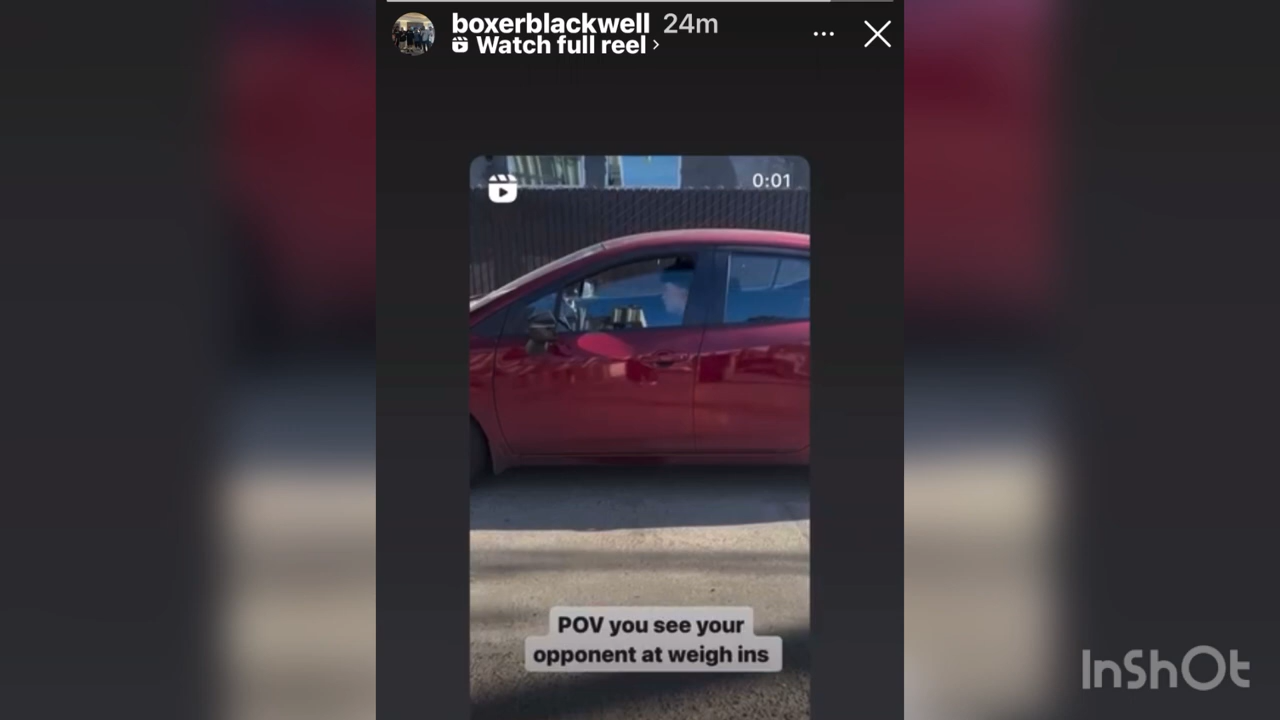 boxerblackwell 24m
Watch full reel
0:01
POV you see your
opponent at weigh ins
InShOt